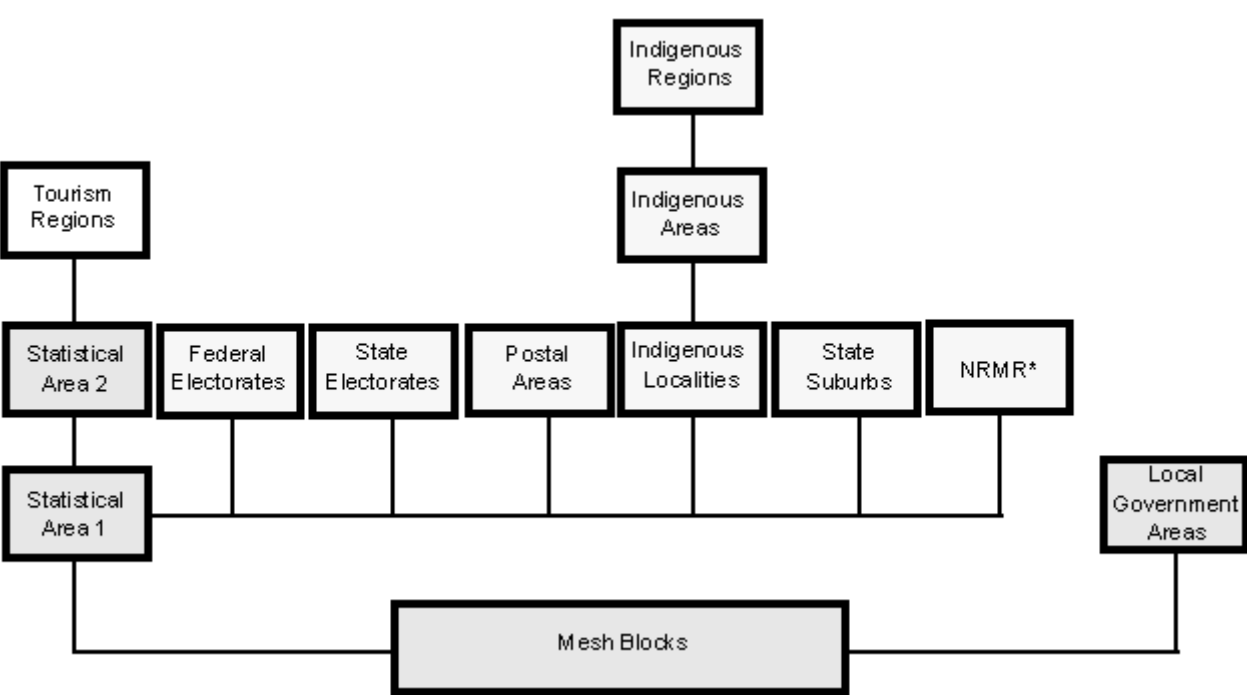 Indigenous
Regions
Tourism
Regions
Indigenous
Areas
Statistical
Area 2
Federal
Electorates
State
Electorates
Postal
Areas
Indigenous
Localities
State
Suburbs
NRMR*
Statistical
Area 1
Local
Government
Areas
Mesh Blocks